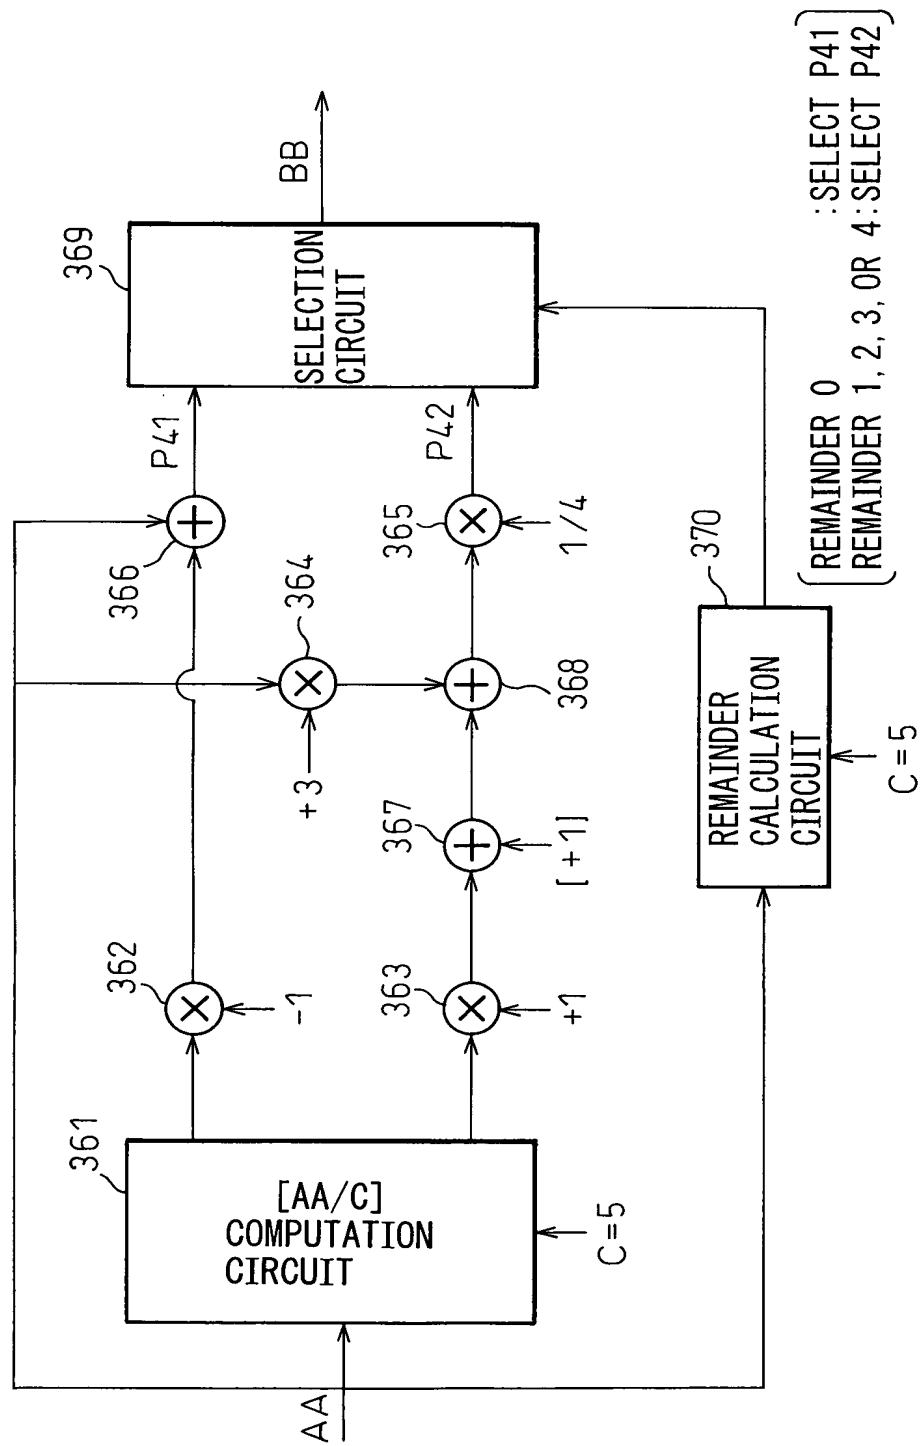 AA
361
[AA/C]
COMPUTATION
CIRCUIT
C=5
362
-1
363
+1
367
[+1]
+3
364
368
366
365
1/4
P41
P42
369
SELECTION
CIRCUIT
BB
370
REMAINDER
CALCULATION
CIRCUIT
C=5
REMAINDER 0 :SELECT P41
REMAINDER 1, 2, 3, OR 4:SELECT P42